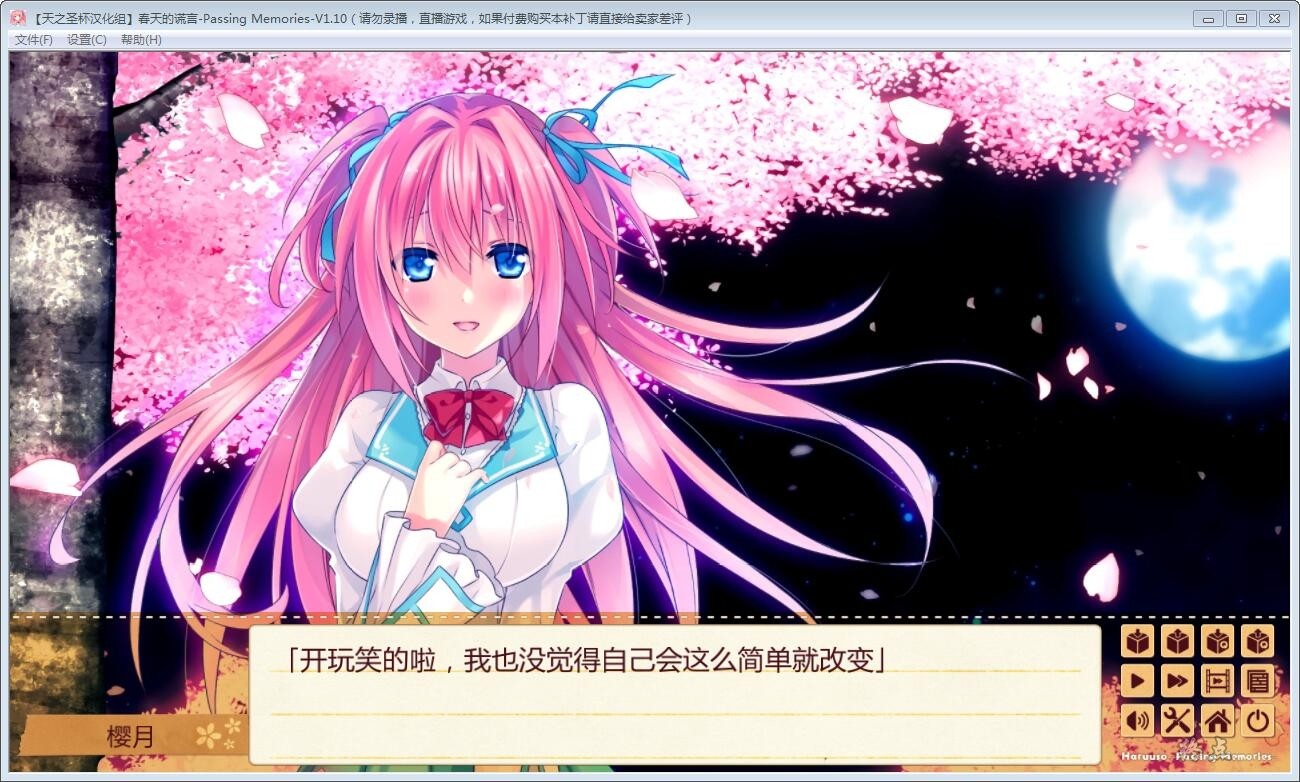 【天之圣杯汉化组】春天的谎言-Passing Memories-V1.10（请勿录播，直播游戏，如果付费购买本补丁请直接给卖家差评）
文件(F) 设置(C) 帮助(H)
「开玩笑的啦，我也没觉得自己会这么简单就改变」
樱月
Haruuso Passing Memories